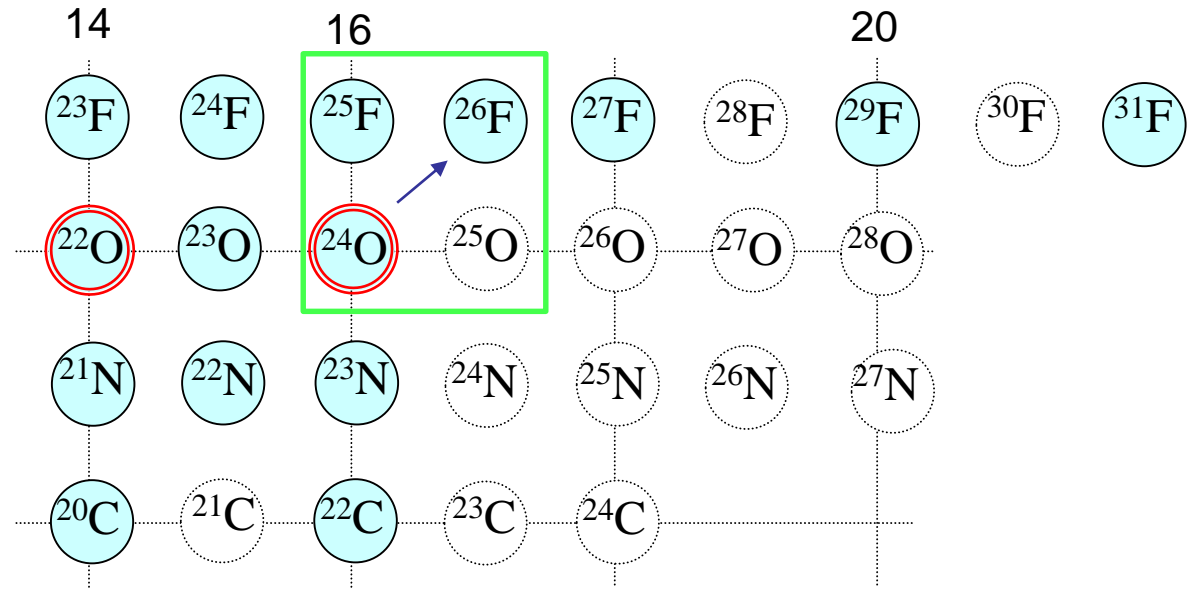 14 16 20
²³F ²⁴F ²⁵F ²⁶F ²⁷F ²⁸F ²⁹F ³⁰F ³¹F
²²O ²³O ²⁴O ²⁵O ²⁶O ²⁷O ²⁸O
²¹N ²²N ²³N ²⁴N ²⁵N ²⁶N ²⁷N
²⁰C ²¹C ²²C ²³C ²⁴C